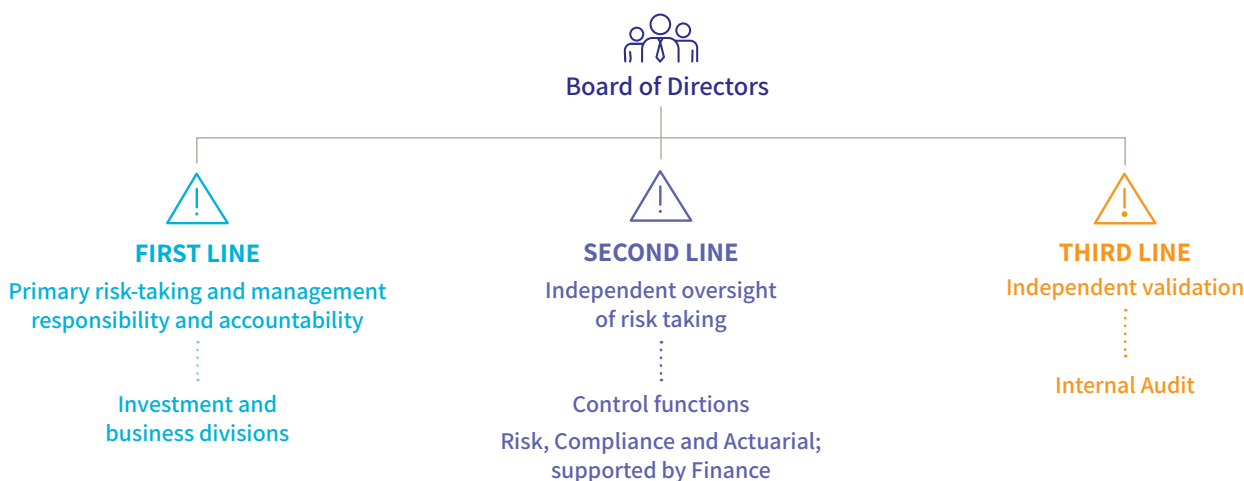 Board of Directors
FIRST LINE
Primary risk-taking and management
responsibility and accountability
Investment and
business divisions
SECOND LINE
Independent oversight
of risk taking
Control functions
Risk, Compliance and Actuarial;
supported by Finance
THIRD LINE
Independent validation
Internal Audit